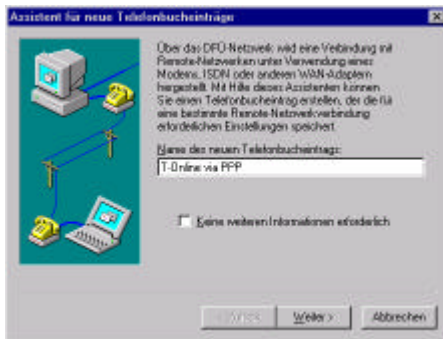 Assistent für neue Telefonbucheinträge
Über das DFÜ-Netzwerk wird eine Verbindung mit
Remote-Netzwerken unter Verwendung eines
Modems, ISDN oder anderen WAN-Adaptern
hergestellt. Mit Hilfe dieses Assistenten können
Sie einen Telefonbucheintrag erstellen, der die für
eine bestimmte Remote-Netzwerkverbindung
erforderlichen Einstellungen speichert.
Name des neuen Telefonbucheintrags:
T-Online via PPP
Keine weiteren Informationen erforderlich
< Zurück Weiter > Abbrechen